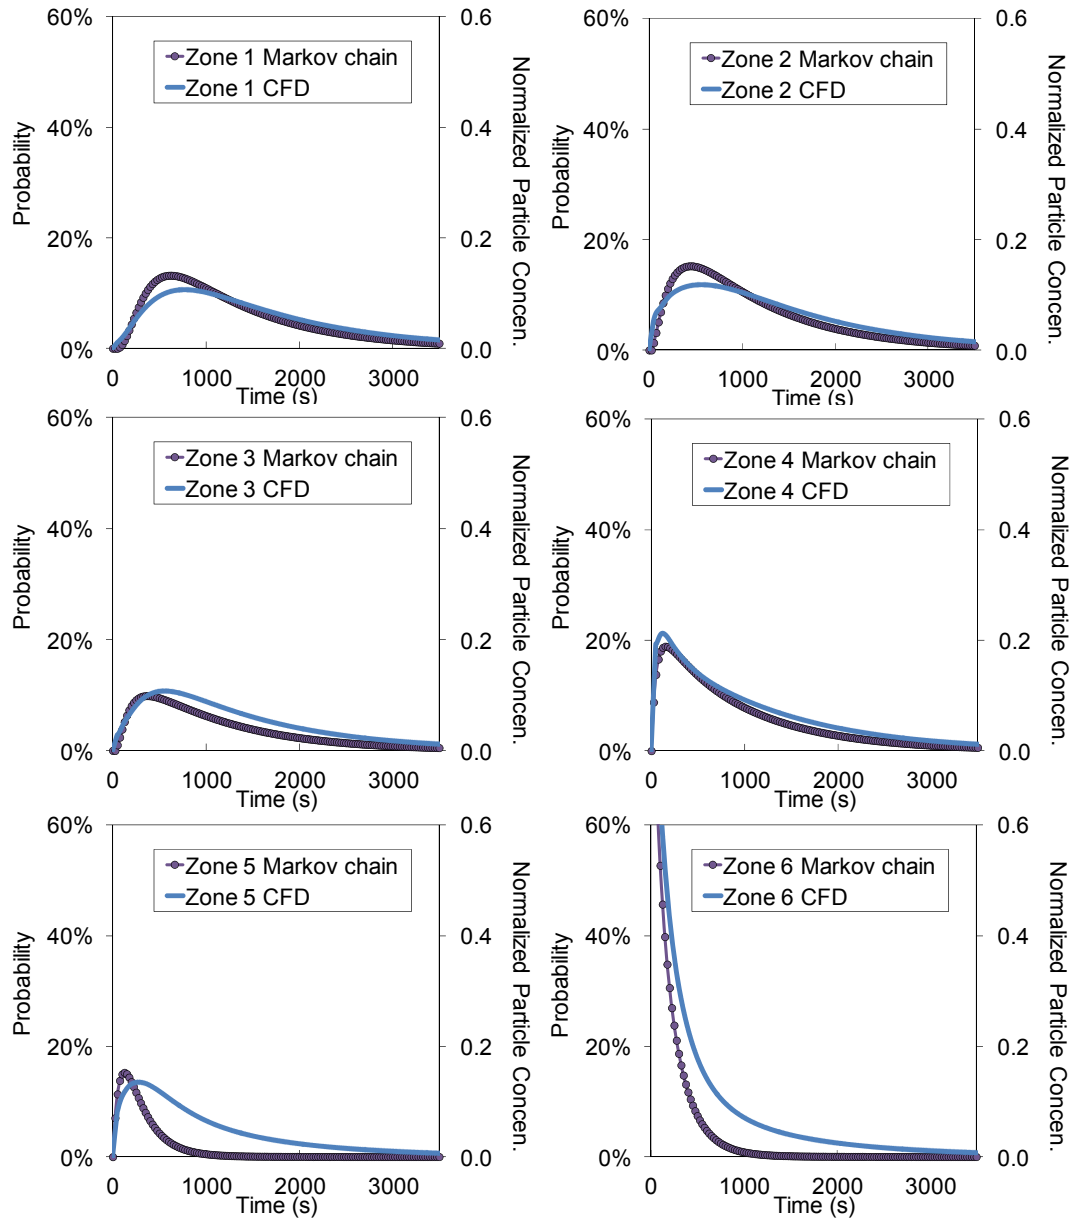 60%
40%
20%
0%
Probability
Zone 1 Markov chain
Zone 1 CFD
0.6
0.4
0.2
0.0
Normalized Particle Concen.
0 1000 2000 3000
Time (s)
60%
40%
20%
0%
Probability
Zone 2 Markov chain
Zone 2 CFD
0.6
0.4
0.2
0.0
Normalized Particle Concen.
0 1000 2000 3000
Time (s)
60%
40%
20%
0%
Probability
Zone 3 Markov chain
Zone 3 CFD
0.6
0.4
0.2
0.0
Normalized Particle Concen.
0 1000 2000 3000
Time (s)
60%
40%
20%
0%
Probability
Zone 4 Markov chain
Zone 4 CFD
0.6
0.4
0.2
0.0
Normalized Particle Concen.
0 1000 2000 3000
Time (s)
60%
40%
20%
0%
Probability
Zone 5 Markov chain
Zone 5 CFD
0.6
0.4
0.2
0.0
Normalized Particle Concen.
0 1000 2000 3000
Time (s)
60%
40%
20%
0%
Probability
Zone 6 Markov chain
Zone 6 CFD
0.6
0.4
0.2
0.0
Normalized Particle Concen.
0 1000 2000 3000
Time (s)